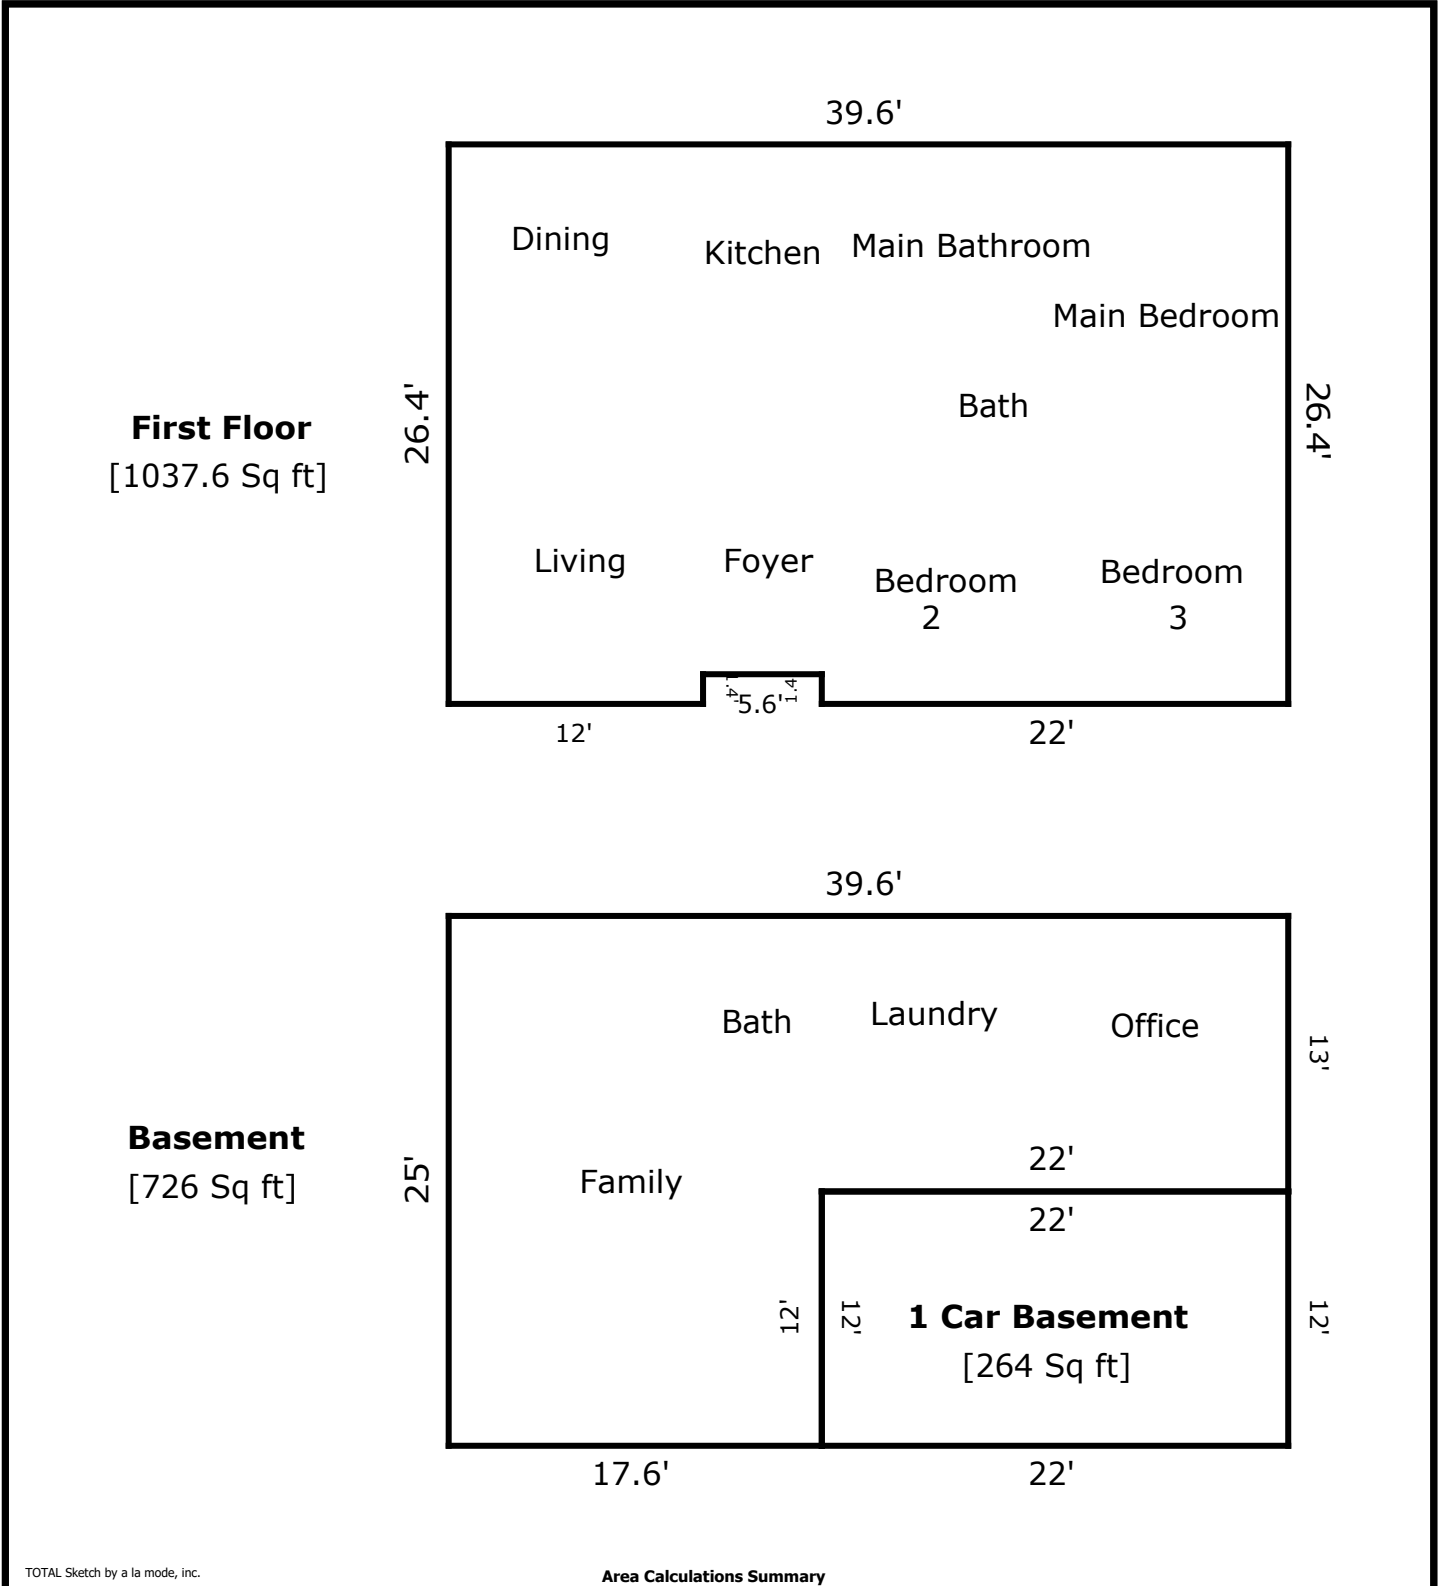 39.6'
Dining
Kitchen
Main Bathroom
Main Bedroom
26.4'
First Floor
[1037.6 Sq ft]
Bath
26.4'
Living
Foyer
Bedroom
2
Bedroom
3
1.4'
5.6'
1.4
12'
22'
39.6'
Bath
Laundry
Office
13'
Basement
[726 Sq ft]
25'
Family
22'
22'
12'
12'
1 Car Basement
[264 Sq ft]
12'
17.6'
22'
TOTAL Sketch by a la mode, inc.
Area Calculations Summary